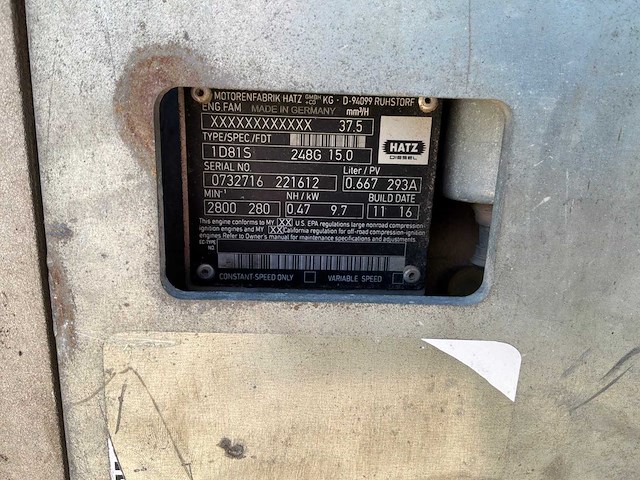 MOTORENFABRIK HATZ GMBH +CO KG · D-94099 RUHSTORF
ENG.FAM MADE IN GERMANY mm³/H
XXXXXXXXXXXX 37.5
TYPE/SPEC/FDT
1D81S 248G 15.0
HATZ
DIESEL
SERIAL NO. Liter / PV
0732716 221612 0.667 293A
MIN-¹ NH / kW BUILD DATE
2800 280 0.47 9.7 11 16
This engine conforms to MY XX U.S. EPA regulations large nonroad compression-
ignition engines and MY XX California regulation for off-road compression-ignition
engines Refer to Owner's manual for maintenance specifications and adjustments.
EC-TYPE
NO.
CONSTANT SPEED ONLY VARIABLE SPEED